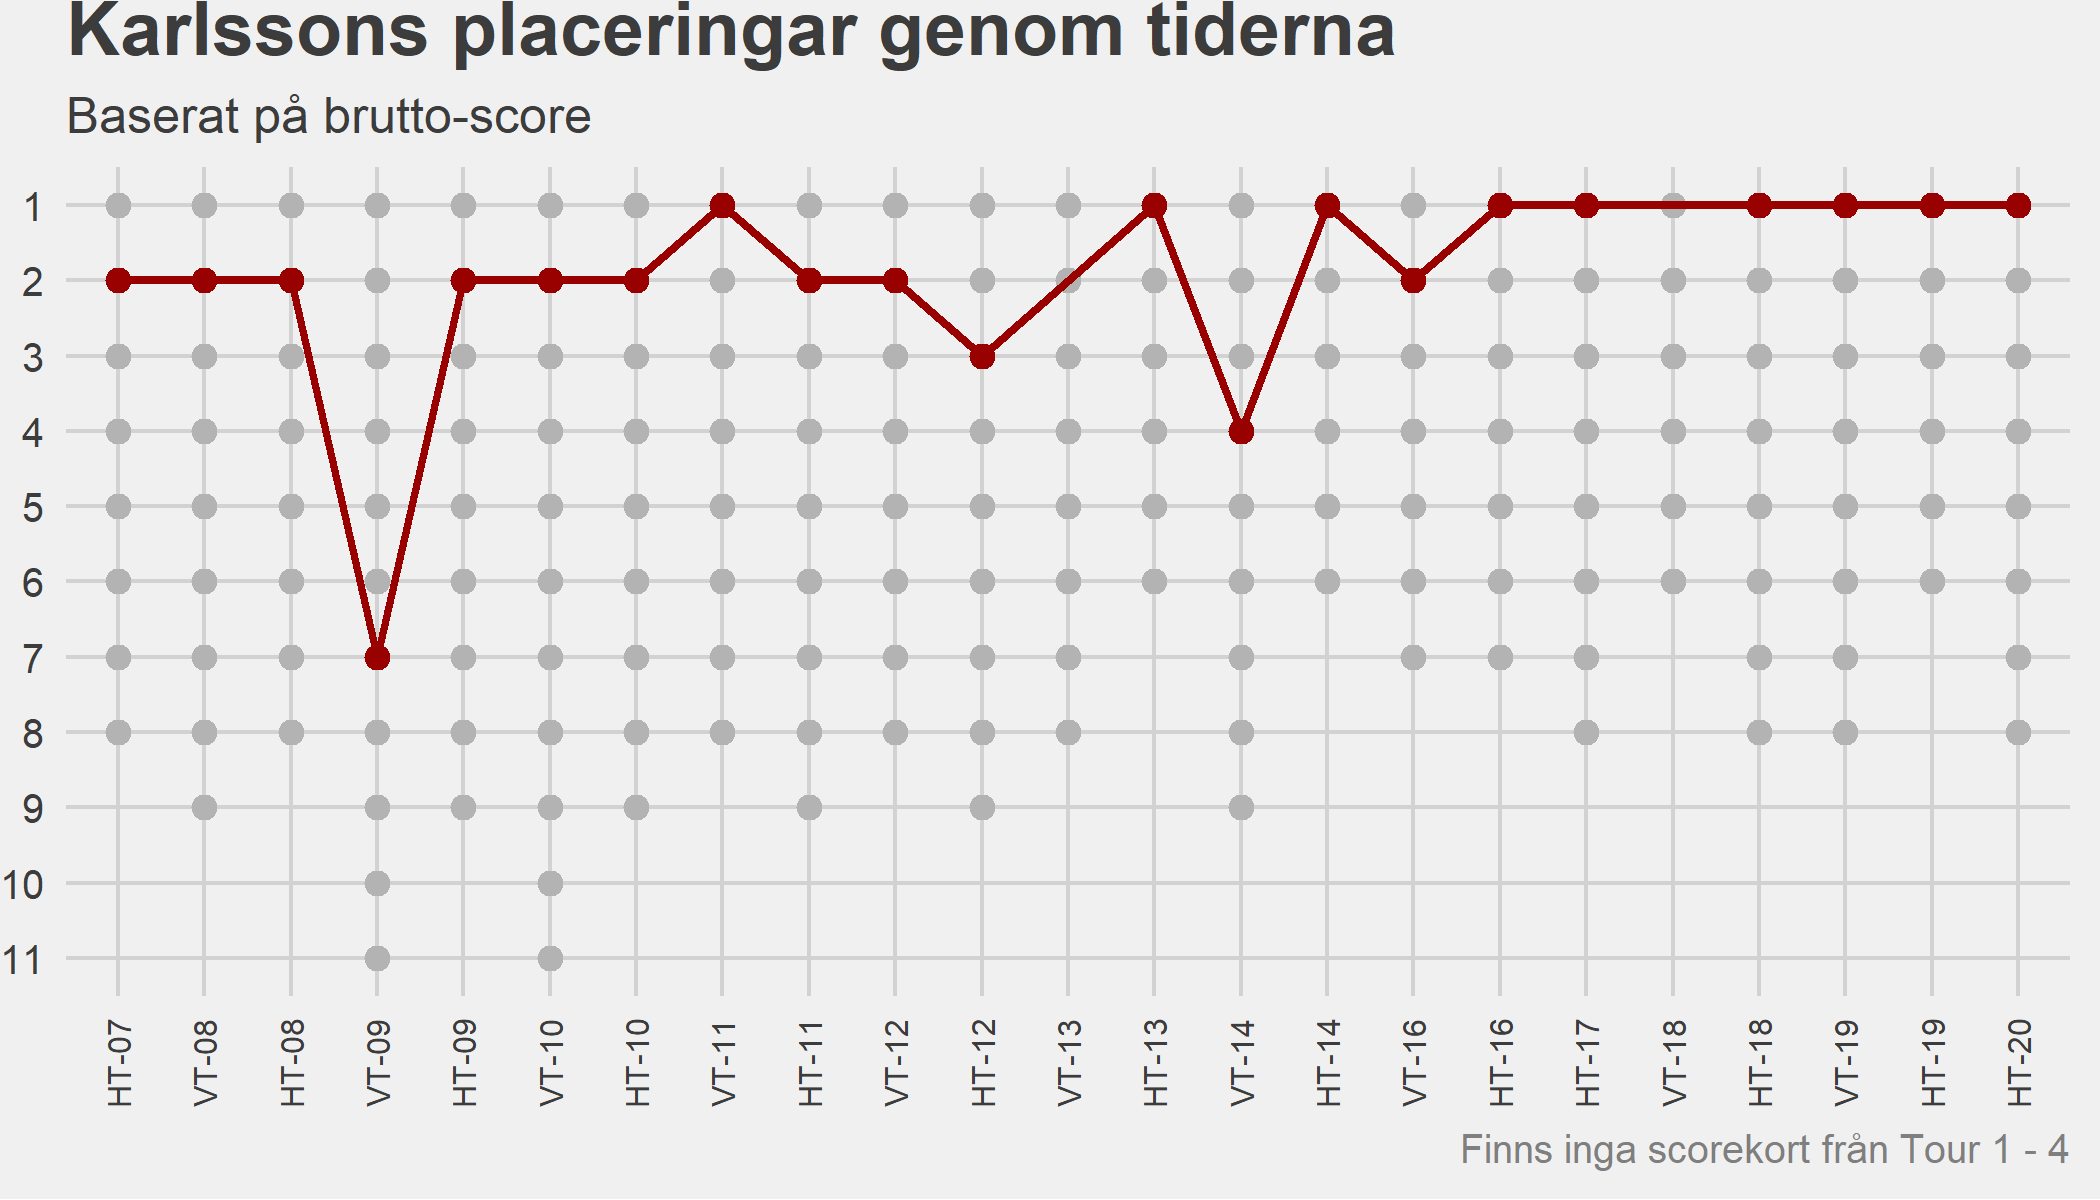 Karlssons placeringar genom tiderna
Baserat på brutto-score
1
2
3
4
5
6
7
8
9
10
11
HT-07
VT-08
HT-08
VT-09
HT-09
VT-10
HT-10
VT-11
HT-11
VT-12
HT-12
VT-13
HT-13
VT-14
HT-14
VT-16
HT-16
HT-17
VT-18
HT-18
VT-19
HT-19
HT-20
Finns inga scorekort från Tour 1 - 4